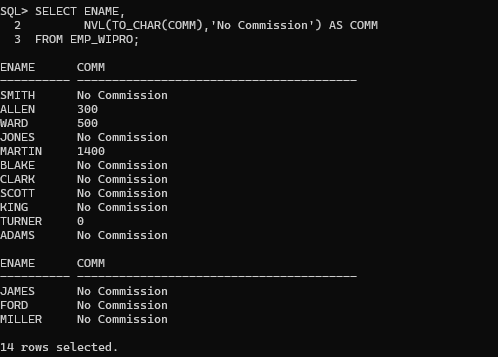 SQL> SELECT ENAME,
  2         NVL(TO_CHAR(COMM),'No Commission') AS COMM
  3  FROM EMP_WIPRO;
ENAME      COMM
---------- ----------------------------------------
SMITH      No Commission
ALLEN      300
WARD       500
JONES      No Commission
MARTIN     1400
BLAKE      No Commission
CLARK      No Commission
SCOTT      No Commission
KING       No Commission
TURNER     0
ADAMS      No Commission
ENAME      COMM
---------- ----------------------------------------
JAMES      No Commission
FORD       No Commission
MILLER     No Commission
14 rows selected.